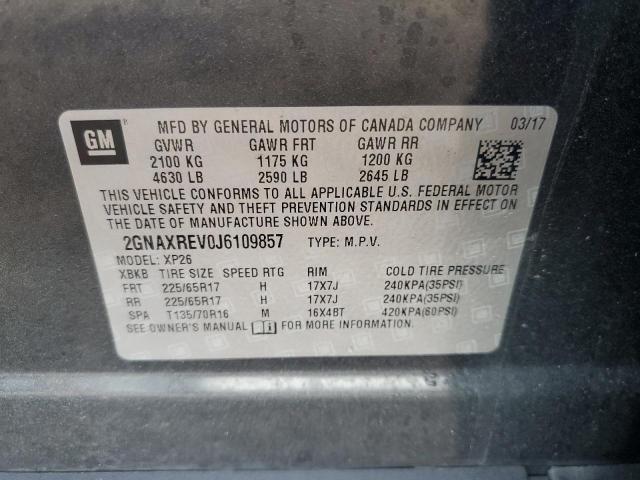 GM ®
MFD BY GENERAL MOTORS OF CANADA COMPANY 03/17
GVWR GAWR FRT GAWR RR
2100 KG 1175 KG 1200 KG
4630 LB 2590 LB 2645 LB
THIS VEHICLE CONFORMS TO ALL APPLICABLE U.S. FEDERAL MOTOR
VEHICLE SAFETY AND THEFT PREVENTION STANDARDS IN EFFECT ON
THE DATE OF MANUFACTURE SHOWN ABOVE.
2GNAXREV0J6109857 TYPE: M.P.V.
MODEL: XP26
XBKB TIRE SIZE SPEED RTG RIM COLD TIRE PRESSURE
FRT 225/65R17 H 17X7J 240KPA(35PSI)
RR 225/65R17 H 17X7J 240KPA(35PSI)
SPA T135/70R16 M 16X4BT 420KPA(60PSI)
SEE OWNER'S MANUAL FOR MORE INFORMATION